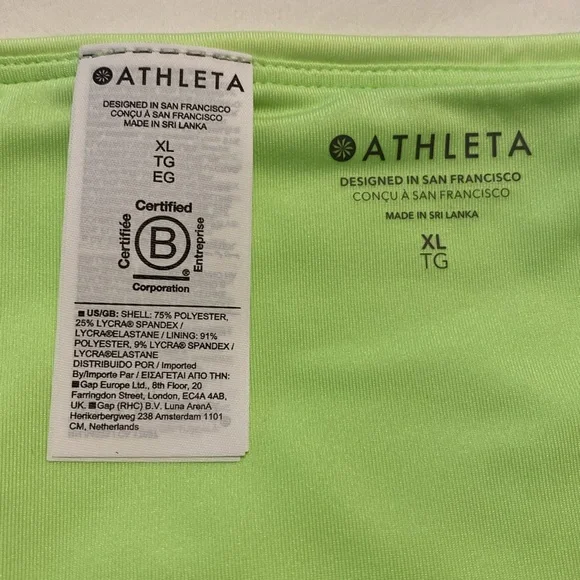 ATHLETA
DESIGNED IN SAN FRANCISCO
CONÇU À SAN FRANCISCO
MADE IN SRI LANKA
XL
TG
EG
Certified
Certifiée
B
Entreprise
Corporation
■ US/GB: SHELL: 75% POLYESTER,
25% LYCRA® SPANDEX /
LYCRA®ELASTANE / LINING: 91%
POLYESTER, 9% LYCRA® SPANDEX /
LYCRA®ELASTANE
DISTRIBUIDO POR / Imported
By/Importe Par / ΕΙΣΑΓΕΤΑΙ ΑΠΟ ΤΗΝ:
■Gap Europe Ltd., 8th Floor, 20
Farringdon Street, London, EC4A 4AB,
UK. ■Gap (RHC) B.V. Luna ArenA
Herikerbergweg 238 Amsterdam 1101
CM, Netherlands
ATHLETA
DESIGNED IN SAN FRANCISCO
CONÇU À SAN FRANCISCO
MADE IN SRI LANKA
XL
TG